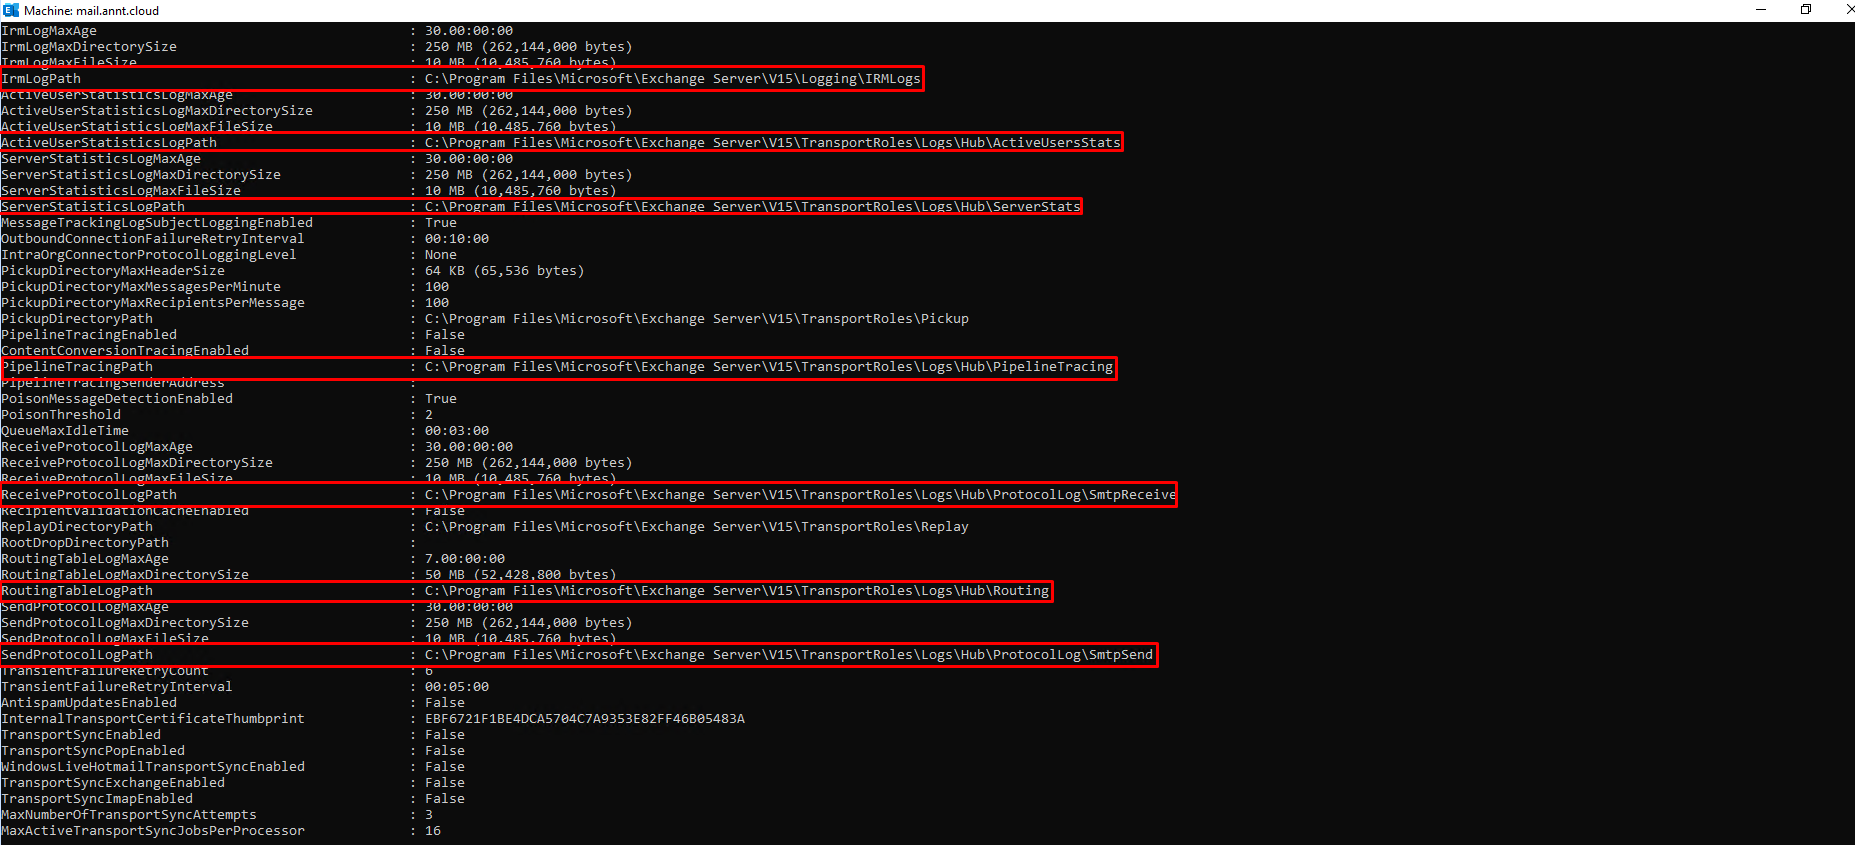 Machine: mail.annt.cloud
IrmLogMaxAge : 30.00:00:00
IrmLogMaxDirectorySize : 250 MB (262,144,000 bytes)
IrmLogMaxFileSize : 10 MB (10,485,760 bytes)
IrmLogPath : C:\Program Files\Microsoft\Exchange Server\V15\Logging\IRMLogs
ActiveUserStatisticsLogMaxAge : 30.00:00:00
ActiveUserStatisticsLogMaxDirectorySize : 250 MB (262,144,000 bytes)
ActiveUserStatisticsLogMaxFileSize : 10 MB (10,485,760 bytes)
ActiveUserStatisticsLogPath : C:\Program Files\Microsoft\Exchange Server\V15\TransportRoles\Logs\Hub\ActiveUsersStats
ServerStatisticsLogMaxAge : 30.00:00:00
ServerStatisticsLogMaxDirectorySize : 250 MB (262,144,000 bytes)
ServerStatisticsLogMaxFileSize : 10 MB (10,485,760 bytes)
ServerStatisticsLogPath : C:\Program Files\Microsoft\Exchange Server\V15\TransportRoles\Logs\Hub\ServerStats
MessageTrackingLogSubjectLoggingEnabled : True
OutboundConnectionFailureRetryInterval : 00:10:00
IntraOrgConnectorProtocolLoggingLevel : None
PickupDirectoryMaxHeaderSize : 64 KB (65,536 bytes)
PickupDirectoryMaxMessagesPerMinute : 100
PickupDirectoryMaxRecipientsPerMessage : 100
PickupDirectoryPath : C:\Program Files\Microsoft\Exchange Server\V15\TransportRoles\Pickup
PipelineTracingEnabled : False
ContentConversionTracingEnabled : False
PipelineTracingPath : C:\Program Files\Microsoft\Exchange Server\V15\TransportRoles\Logs\Hub\PipelineTracing
PipelineTracingSenderAddress :
PoisonMessageDetectionEnabled : True
PoisonThreshold : 2
QueueMaxIdleTime : 00:03:00
ReceiveProtocolLogMaxAge : 30.00:00:00
ReceiveProtocolLogMaxDirectorySize : 250 MB (262,144,000 bytes)
ReceiveProtocolLogMaxFileSize : 10 MB (10,485,760 bytes)
ReceiveProtocolLogPath : C:\Program Files\Microsoft\Exchange Server\V15\TransportRoles\Logs\Hub\ProtocolLog\SmtpReceive
RecipientValidationCacheEnabled : False
ReplayDirectoryPath : C:\Program Files\Microsoft\Exchange Server\V15\TransportRoles\Replay
RootDropDirectoryPath :
RoutingTableLogMaxAge : 7.00:00:00
RoutingTableLogMaxDirectorySize : 50 MB (52,428,800 bytes)
RoutingTableLogPath : C:\Program Files\Microsoft\Exchange Server\V15\TransportRoles\Logs\Hub\Routing
SendProtocolLogMaxAge : 30.00:00:00
SendProtocolLogMaxDirectorySize : 250 MB (262,144,000 bytes)
SendProtocolLogMaxFileSize : 10 MB (10,485,760 bytes)
SendProtocolLogPath : C:\Program Files\Microsoft\Exchange Server\V15\TransportRoles\Logs\Hub\ProtocolLog\SmtpSend
TransientFailureRetryCount : 6
TransientFailureRetryInterval : 00:05:00
AntispamUpdatesEnabled : False
InternalTransportCertificateThumbprint : EBF6721F1BE4DCA5704C7A9353E82FF46B05483A
TransportSyncEnabled : False
TransportSyncPopEnabled : False
WindowsLiveHotmailTransportSyncEnabled : False
TransportSyncExchangeEnabled : False
TransportSyncImapEnabled : False
MaxNumberOfTransportSyncAttempts : 3
MaxActiveTransportSyncJobsPerProcessor : 16